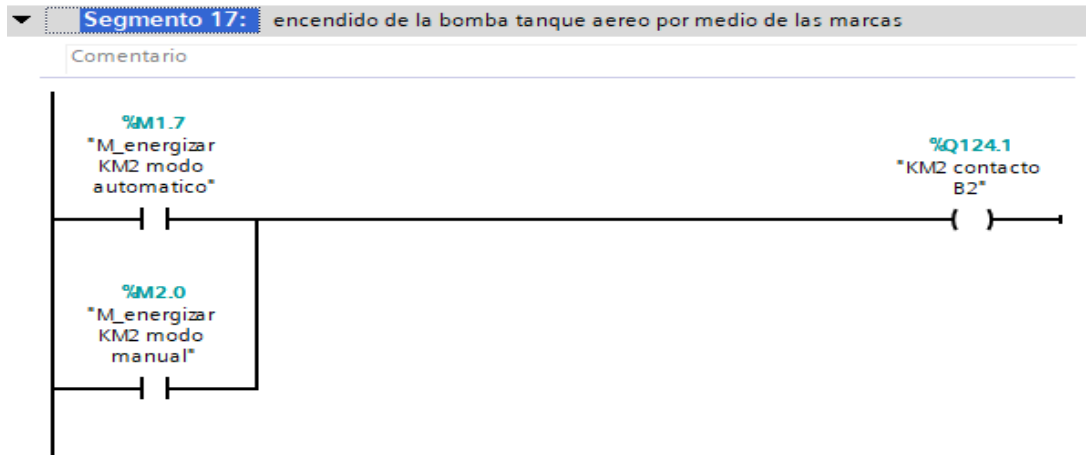 Segmento 17: encendido de la bomba tanque aereo por medio de las marcas
Comentario
%M1.7
"M_energizar
KM2 modo
automatico"
%Q124.1
"KM2 contacto
B2"
%M2.0
"M_energizar
KM2 modo
manual"